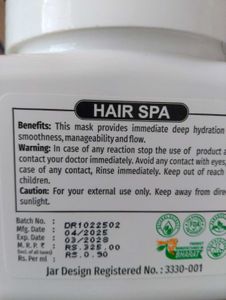 HAIR SPA
Benefits: This mask provides immediate deep hydration
smoothness, manageability and flow.
Warning: In case of any reaction stop the use of product a
contact your doctor immediately. Avoid any contact with eyes,
case of any contact, Rinse immediately. Keep out of reach
children.
Caution: For your external use only. Keep away from direc
sunlight.
Batch No. : DR1022502
Mfg. Date : 04/2025
Exp. Date : 03/2028
M. R. P. ₹ : RS.325.00
Rs. Per ml : RS.0.90
Jar Design Registered No.: 3330-001